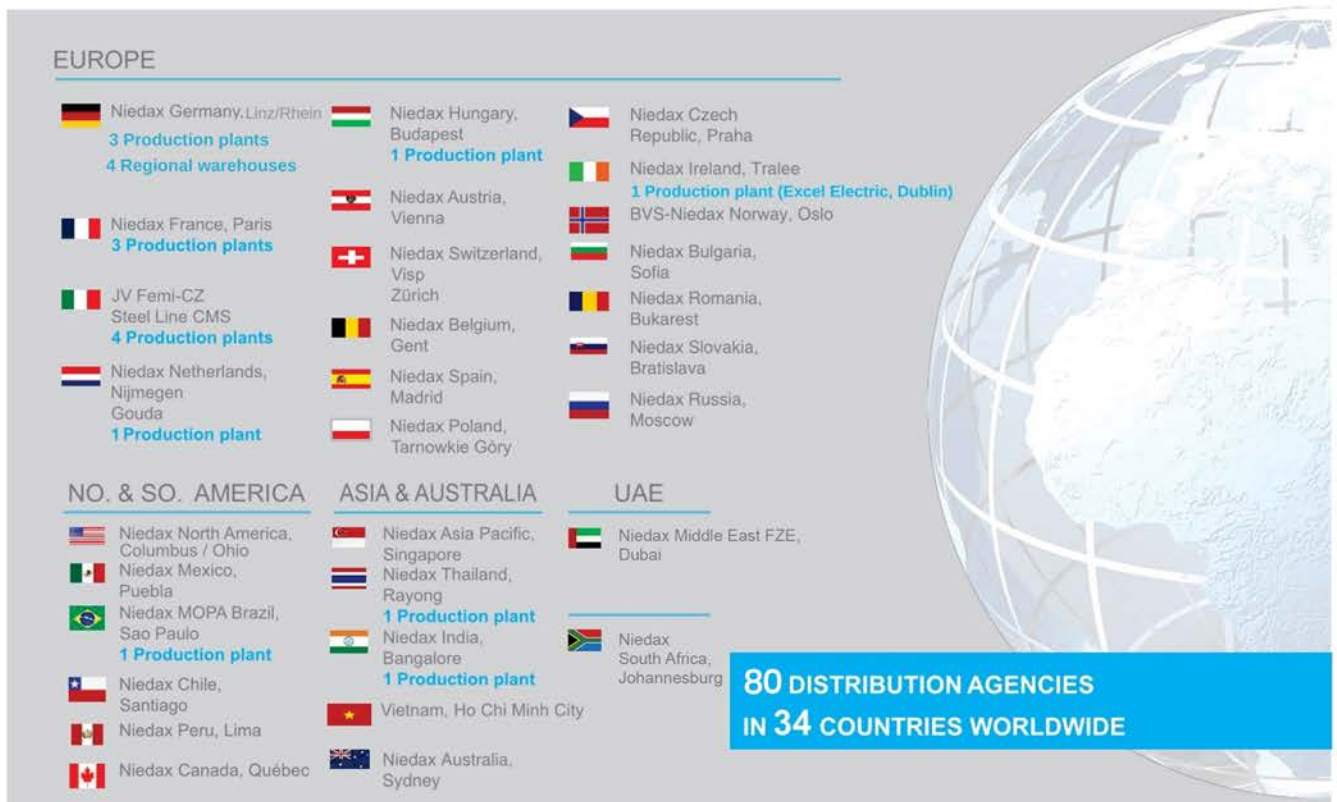 EUROPE
Niedax Germany, Linz/Rhein
3 Production plants
4 Regional warehouses
Niedax France, Paris
3 Production plants
JV Femi-CZ
Steel Line CMS
4 Production plants
Niedax Netherlands,
Nijmegen
Gouda
1 Production plant
Niedax Hungary,
Budapest
1 Production plant
Niedax Austria,
Vienna
Niedax Switzerland,
Visp
Zürich
Niedax Belgium,
Gent
Niedax Spain,
Madrid
Niedax Poland,
Tarnowkie Gòry
Niedax Czech
Republic, Praha
Niedax Ireland, Tralee
1 Production plant (Excel Electric, Dublin)
BVS-Niedax Norway, Oslo
Niedax Bulgaria,
Sofia
Niedax Romania,
Bukarest
Niedax Slovakia,
Bratislava
Niedax Russia,
Moscow
NO. & SO. AMERICA
Niedax North America,
Columbus / Ohio
Niedax Mexico,
Puebla
Niedax MOPA Brazil,
Sao Paulo
1 Production plant
Niedax Chile,
Santiago
Niedax Peru, Lima
Niedax Canada, Québec
ASIA & AUSTRALIA
Niedax Asia Pacific,
Singapore
Niedax Thailand,
Rayong
1 Production plant
Niedax India,
Bangalore
1 Production plant
Vietnam, Ho Chi Minh City
Niedax Australia,
Sydney
UAE
Niedax Middle East FZE,
Dubai
Niedax
South Africa,
Johannesburg
80 DISTRIBUTION AGENCIES
IN 34 COUNTRIES WORLDWIDE